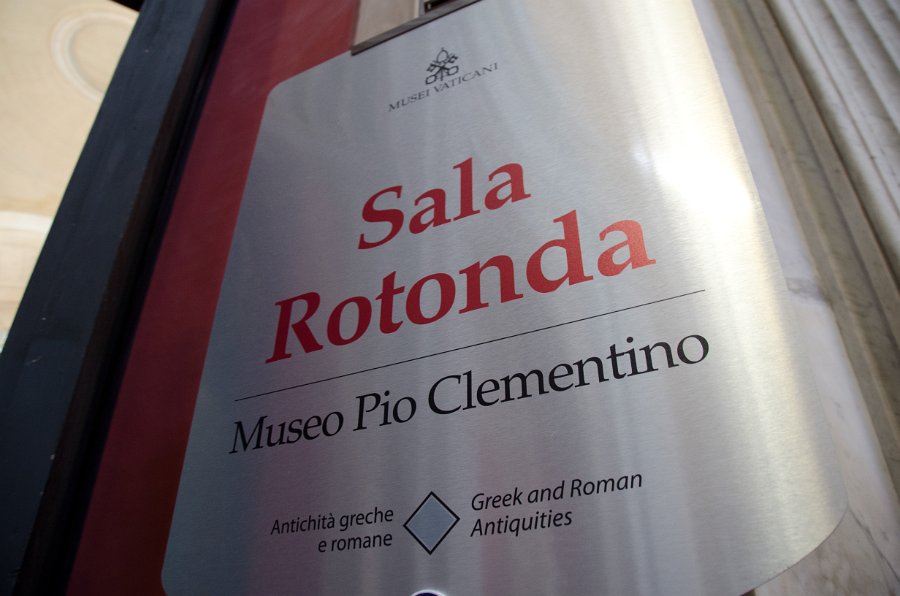 MUSEI VATICANI
Sala
Rotonda
Museo Pio Clementino
Antichità greche
e romane
Greek and Roman
Antiquities